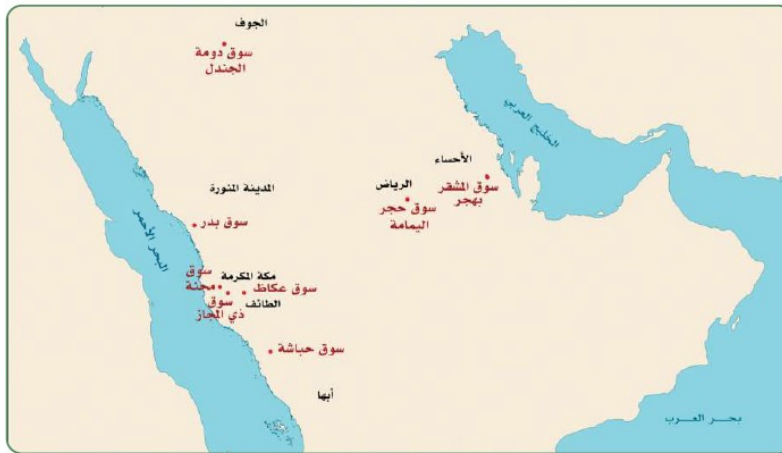 الجوف
سوق دومة
الجندل
الخليج العربي
الأحساء
سوق المشقر
بهجر
الرياض
سوق حجر
اليمامة
المدينة المنورة
سوق بدر
البحر الأحمر
مكة المكرمة
سوق
مجنة
سوق عكاظ
الطائف
سوق
ذي المجاز
سوق حباشة
أبها
بحر العرب